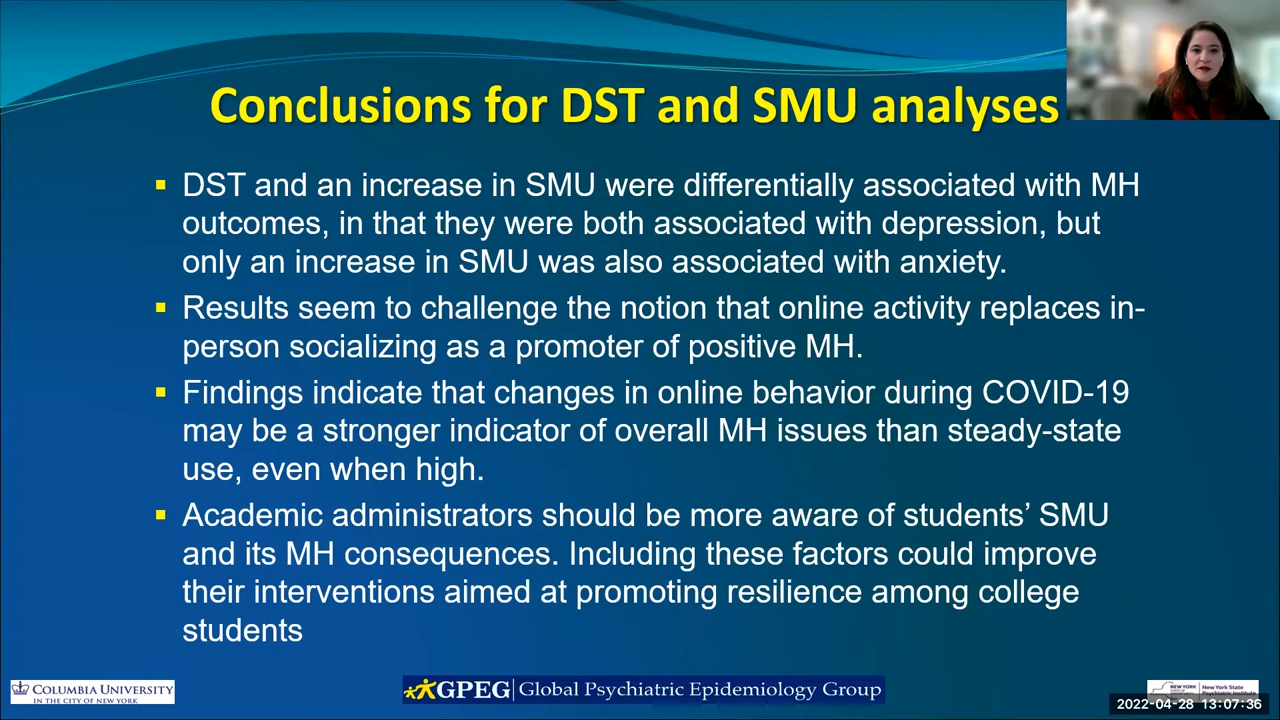 Conclusions for DST and SMU analyses
DST and an increase in SMU were differentially associated with MH
outcomes, in that they were both associated with depression, but
only an increase in SMU was also associated with anxiety.
Results seem to challenge the notion that online activity replaces in-
person socializing as a promoter of positive MH.
Findings indicate that changes in online behavior during COVID-19
may be a stronger indicator of overall MH issues than steady-state
use, even when high.
Academic administrators should be more aware of students’ SMU
and its MH consequences. Including these factors could improve
their interventions aimed at promoting resilience among college
students
COLUMBIA UNIVERSITY
IN THE CITY OF NEW YORK
GPEG Global Psychiatric Epidemiology Group
New York State
Psychiatric Institute
2022-04-28 13:07:36